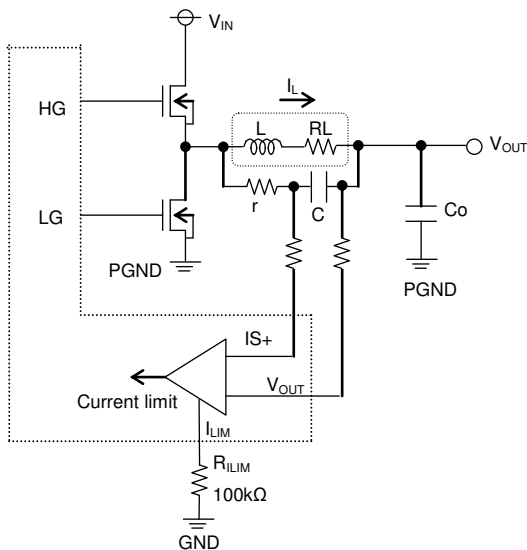 V_IN
HG
I_L
L
RL
V_OUT
r
C
Co
LG
PGND
PGND
IS+
V_OUT
Current limit
I_LIM
R_ILIM
100kΩ
GND